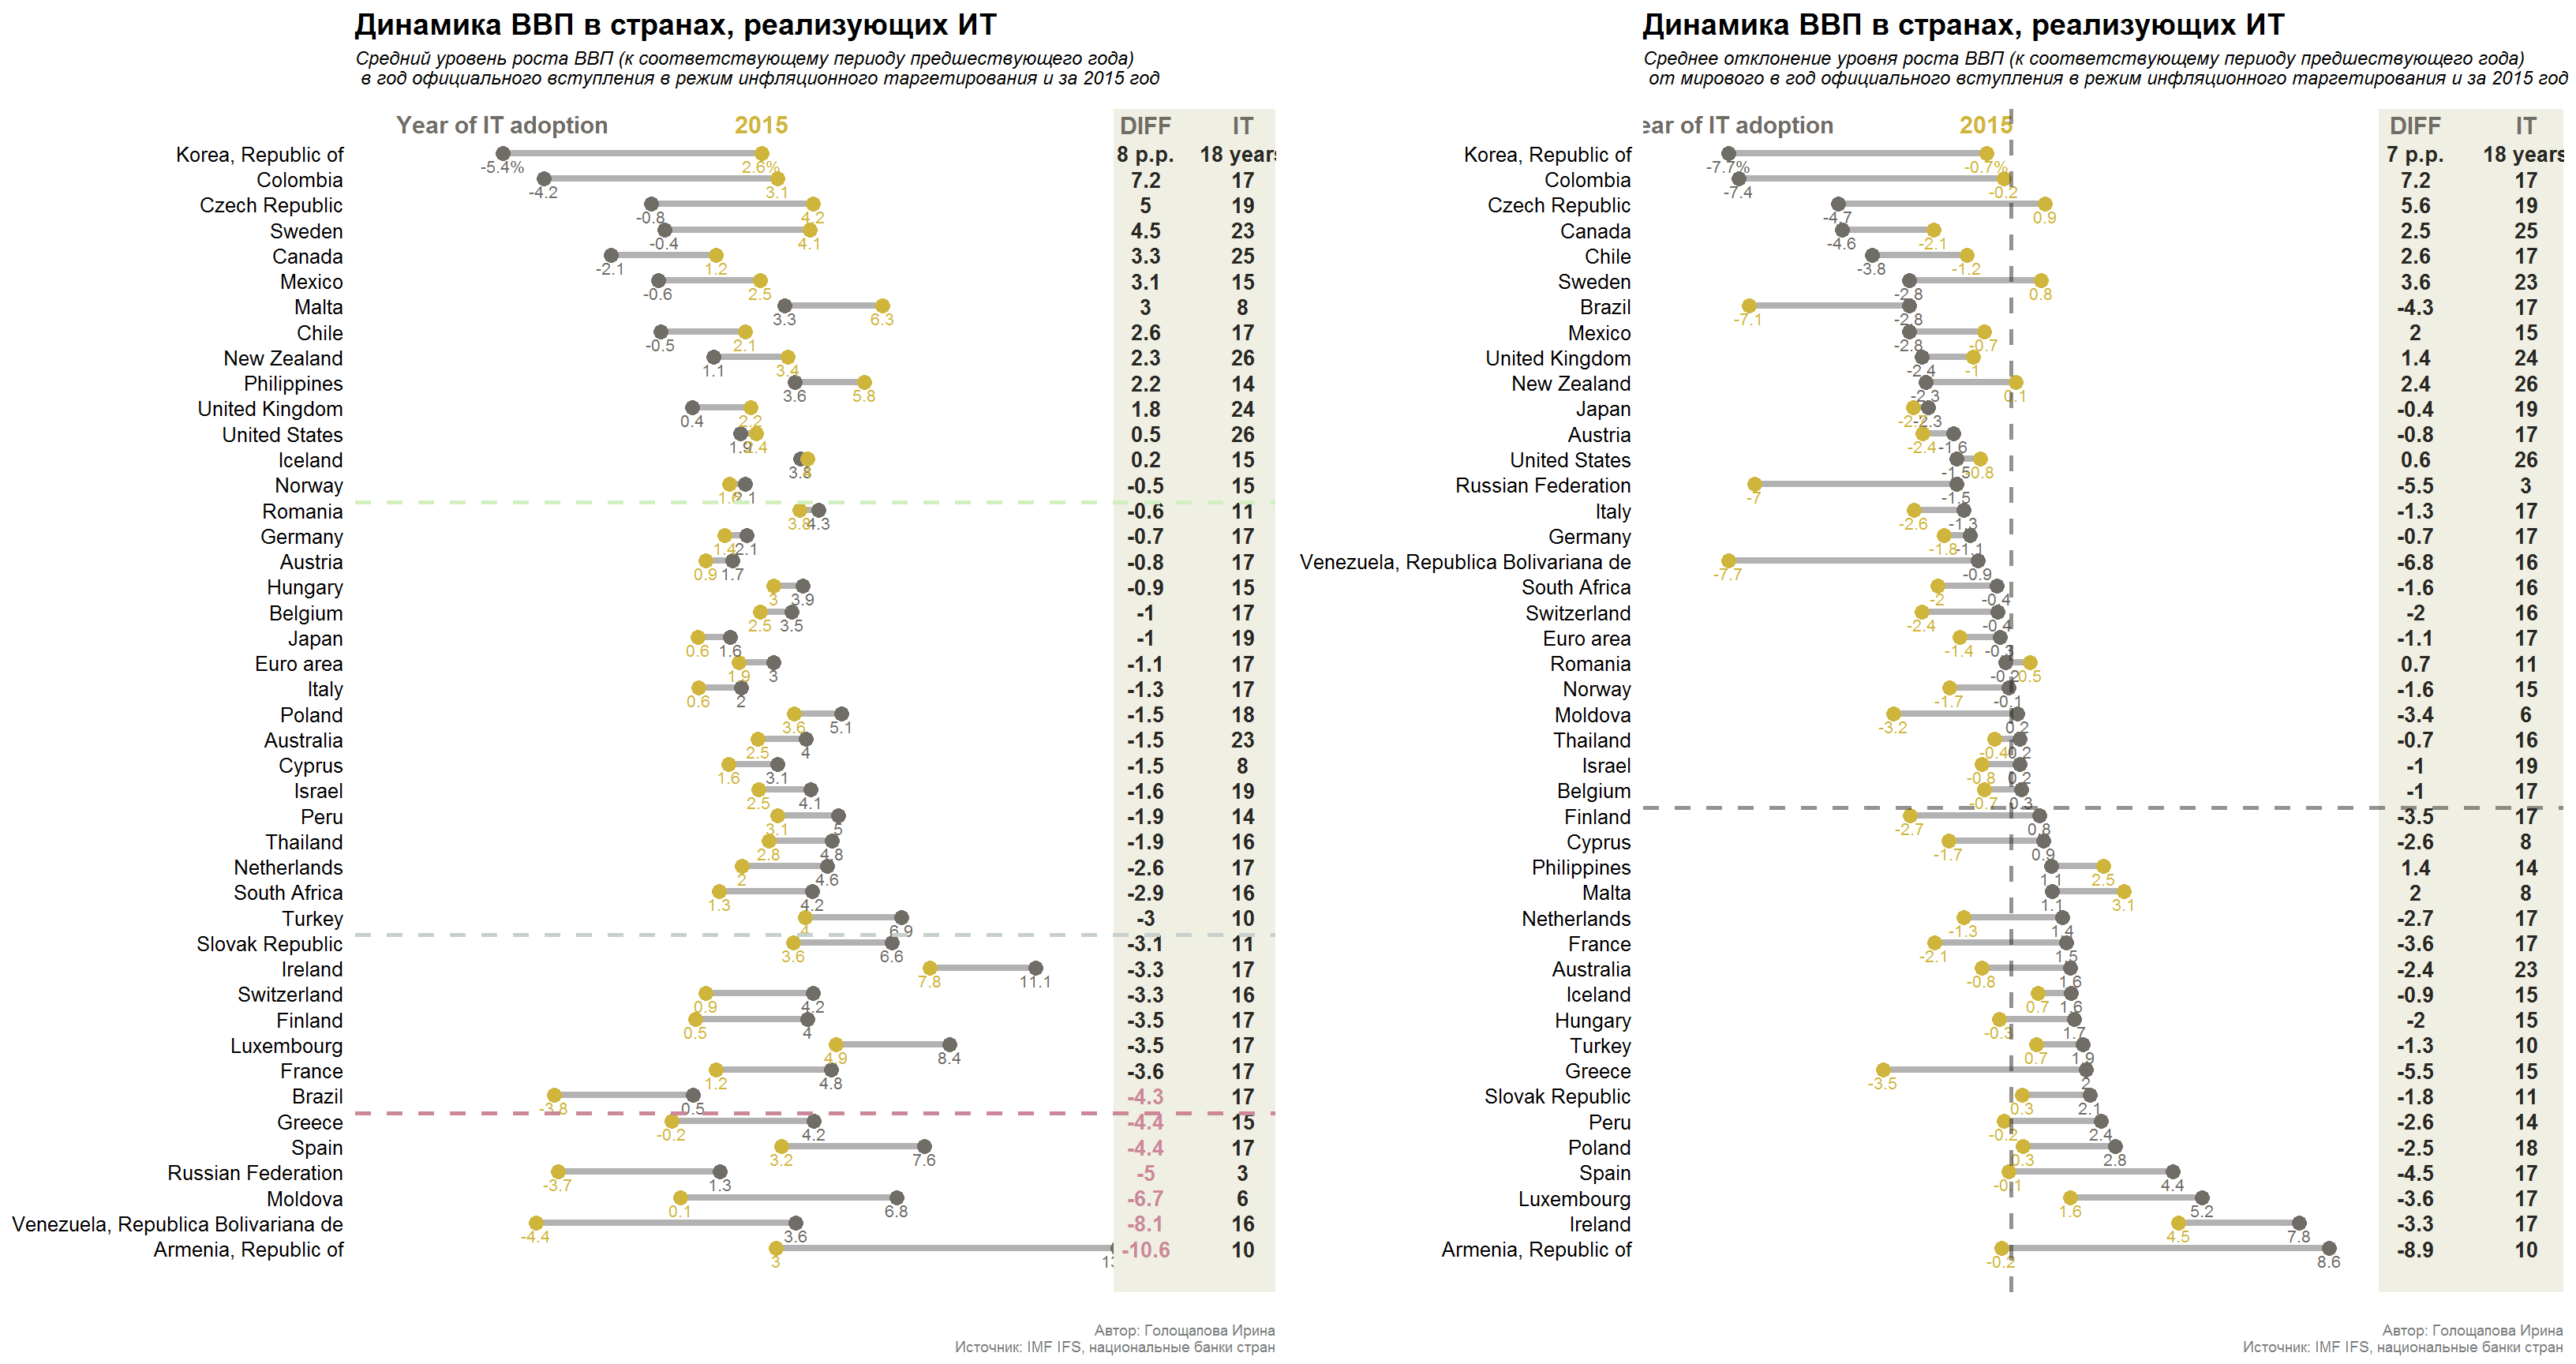 Динамика ВВП в странах, реализующих ИТ
Средний уровень роста ВВП (к соответствующему периоду предшествующего года)
в год официального вступления в режим инфляционного таргетирования и за 2015 год
Year of IT adoption 2015 DIFF IT
Korea, Republic of -5.4% 2.6% 8 p.p. 18 years
Colombia -4.2 3.1 7.2 17
Czech Republic -0.8 4.2 5 19
Sweden -0.4 4.1 4.5 23
Canada -2.1 1.2 3.3 25
Mexico -0.6 2.5 3.1 15
Malta 3.3 6.3 3 8
Chile -0.5 2.1 2.6 17
New Zealand 1.1 3.4 2.3 26
Philippines 3.6 5.8 2.2 14
United Kingdom 0.4 2.2 1.8 24
United States 1.9 2.4 0.5 26
Iceland 3.8 0.2 15
Norway 1.6 2.1 -0.5 15
Romania 3.8 4.3 -0.6 11
Germany 1.4 2.1 -0.7 17
Austria 0.9 1.7 -0.8 17
Hungary 3 3.9 -0.9 15
Belgium 2.5 3.5 -1 17
Japan 0.6 1.6 -1 19
Euro area 1.9 3 -1.1 17
Italy 0.6 2 -1.3 17
Poland 3.6 5.1 -1.5 18
Australia 2.5 4 -1.5 23
Cyprus 1.6 3.1 -1.5 8
Israel 2.5 4.1 -1.6 19
Peru 3.1 5 -1.9 14
Thailand 2.8 4.8 -1.9 16
Netherlands 2 4.6 -2.6 17
South Africa 1.3 4.2 -2.9 16
Turkey 4 6.9 -3 10
Slovak Republic 3.6 6.6 -3.1 11
Ireland 7.8 11.1 -3.3 17
Switzerland 0.9 4.2 -3.3 16
Finland 0.5 4 -3.5 17
Luxembourg 4.9 8.4 -3.5 17
France 1.2 4.8 -3.6 17
Brazil -3.8 0.5 -4.3 17
Greece -0.2 4.2 -4.4 15
Spain 3.2 7.6 -4.4 17
Russian Federation -3.7 1.3 -5 3
Moldova 0.1 6.8 -6.7 6
Venezuela, Republica Bolivariana de -4.4 3.6 -8.1 16
Armenia, Republic of 3 -10.6 10
Автор: Голощапова Ирина
Источник: IMF IFS, национальные банки стран
Динамика ВВП в странах, реализующих ИТ
Среднее отклонение уровня роста ВВП (к соответствующему периоду предшествующего года)
от мирового в год официального вступления в режим инфляционного таргетирования и за 2015 год
ear of IT adoption 2015 DIFF IT
Korea, Republic of -7.7% -0.7% 7 p.p. 18 years
Colombia -7.4 -0.2 7.2 17
Czech Republic -4.7 0.9 5.6 19
Canada -4.6 -2.1 2.5 25
Chile -3.8 -1.2 2.6 17
Sweden -2.8 0.8 3.6 23
Brazil -7.1 -2.8 -4.3 17
Mexico -2.8 -0.7 2 15
United Kingdom -2.4 -1 1.4 24
New Zealand -2.3 0.1 2.4 26
Japan -2.3 -0.4 19
Austria -2.4 -1.6 -0.8 17
United States -1.5 0.8 0.6 26
Russian Federation -7 -1.5 -5.5 3
Italy -2.6 -1.3 -1.3 17
Germany -1.8 -1.1 -0.7 17
Venezuela, Republica Bolivariana de -7.7 -0.9 -6.8 16
South Africa -2 -0.4 -1.6 16
Switzerland -2.4 -0.4 -2 16
Euro area -1.4 -0.3 -1.1 17
Romania -0.2 0.5 0.7 11
Norway -1.7 -0.1 -1.6 15
Moldova -3.2 0.2 -3.4 6
Thailand -0.4 0.2 -0.7 16
Israel -0.8 0.2 -1 19
Belgium -0.7 0.3 -1 17
Finland -2.7 0.8 -3.5 17
Cyprus -1.7 0.9 -2.6 8
Philippines 1.1 2.5 1.4 14
Malta 1.1 3.1 2 8
Netherlands -1.3 1.4 -2.7 17
France -2.1 1.5 -3.6 17
Australia -0.8 1.6 -2.4 23
Iceland 0.7 1.6 -0.9 15
Hungary -0.3 1.7 -2 15
Turkey 0.7 1.9 -1.3 10
Greece -3.5 2 -5.5 15
Slovak Republic 0.3 2.1 -1.8 11
Peru -0.2 2.4 -2.6 14
Poland 0.3 2.8 -2.5 18
Spain -0.1 4.4 -4.5 17
Luxembourg 1.6 5.2 -3.6 17
Ireland 4.5 7.8 -3.3 17
Armenia, Republic of -0.2 8.6 -8.9 10
Автор: Голощапова Ирина
Источник: IMF IFS, национальные банки стран